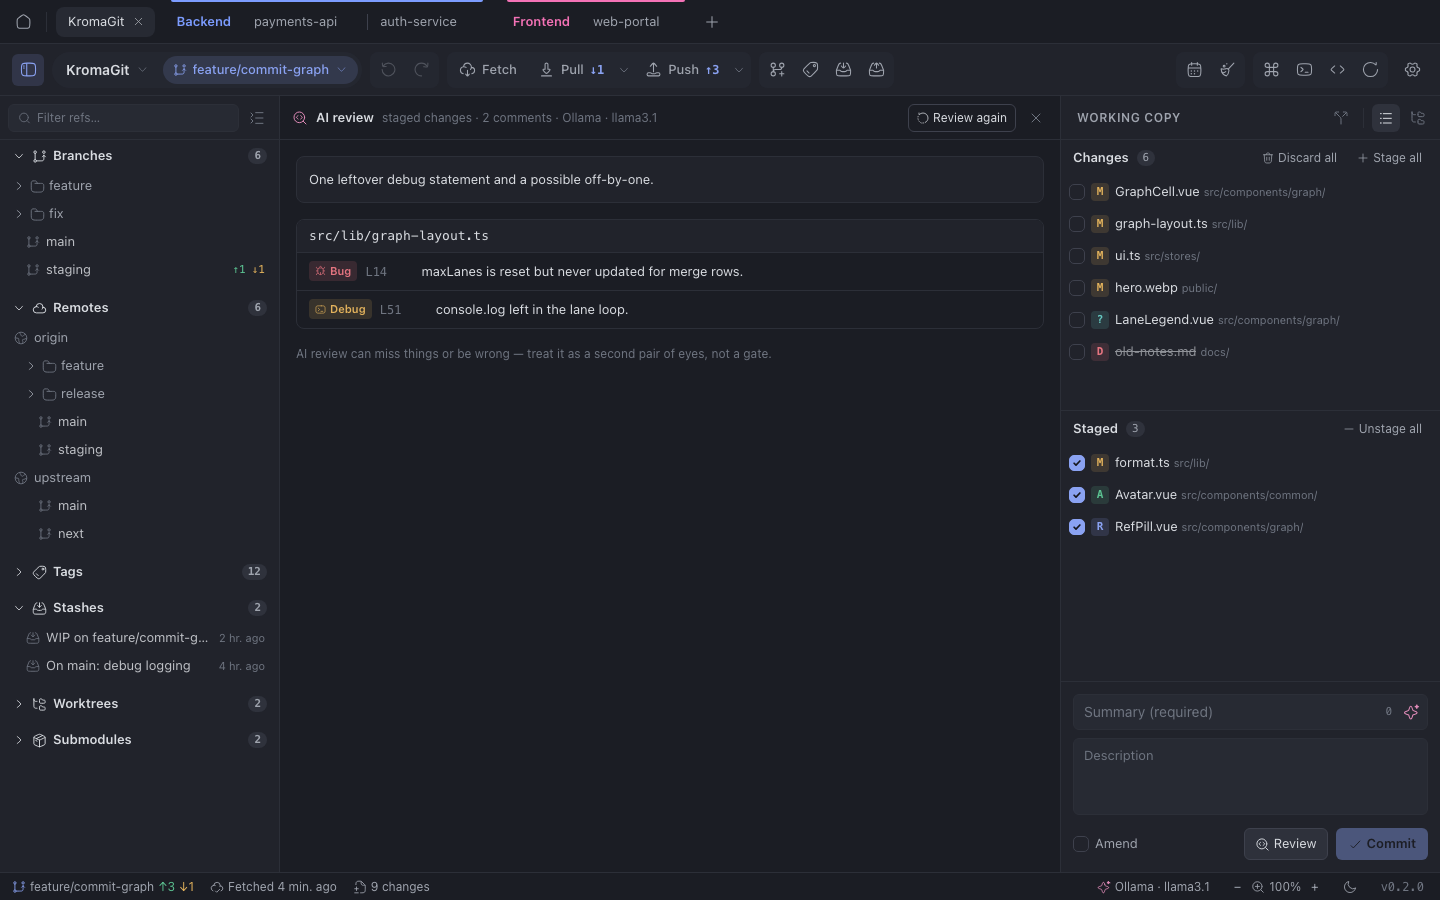 KromaGit
Backend
payments-api
auth-service
Frontend
web-portal
KromaGit
feature/commit-graph
Fetch
Pull ↓1
Push ↑3
Filter refs...
Branches 6
feature
fix
main
staging ↑1 ↓1
Remotes 6
origin
feature
release
main
staging
upstream
main
next
Tags 12
Stashes 2
WIP on feature/commit-g... 2 hr. ago
On main: debug logging 4 hr. ago
Worktrees 2
Submodules 2
AI review staged changes · 2 comments · Ollama · llama3.1
Review again
One leftover debug statement and a possible off-by-one.
src/lib/graph-layout.ts
Bug L14 maxLanes is reset but never updated for merge rows.
Debug L51 console.log left in the lane loop.
AI review can miss things or be wrong — treat it as a second pair of eyes, not a gate.
WORKING COPY
Changes 6 Discard all Stage all
M GraphCell.vue src/components/graph/
M graph-layout.ts src/lib/
M ui.ts src/stores/
M hero.webp public/
? LaneLegend.vue src/components/graph/
D old-notes.md docs/
Staged 3 Unstage all
M format.ts src/lib/
A Avatar.vue src/components/common/
R RefPill.vue src/components/graph/
Summary (required) 0
Description
Amend
Review
Commit
feature/commit-graph ↑3 ↓1 Fetched 4 min. ago 9 changes
Ollama · llama3.1 − 100% + v0.2.0